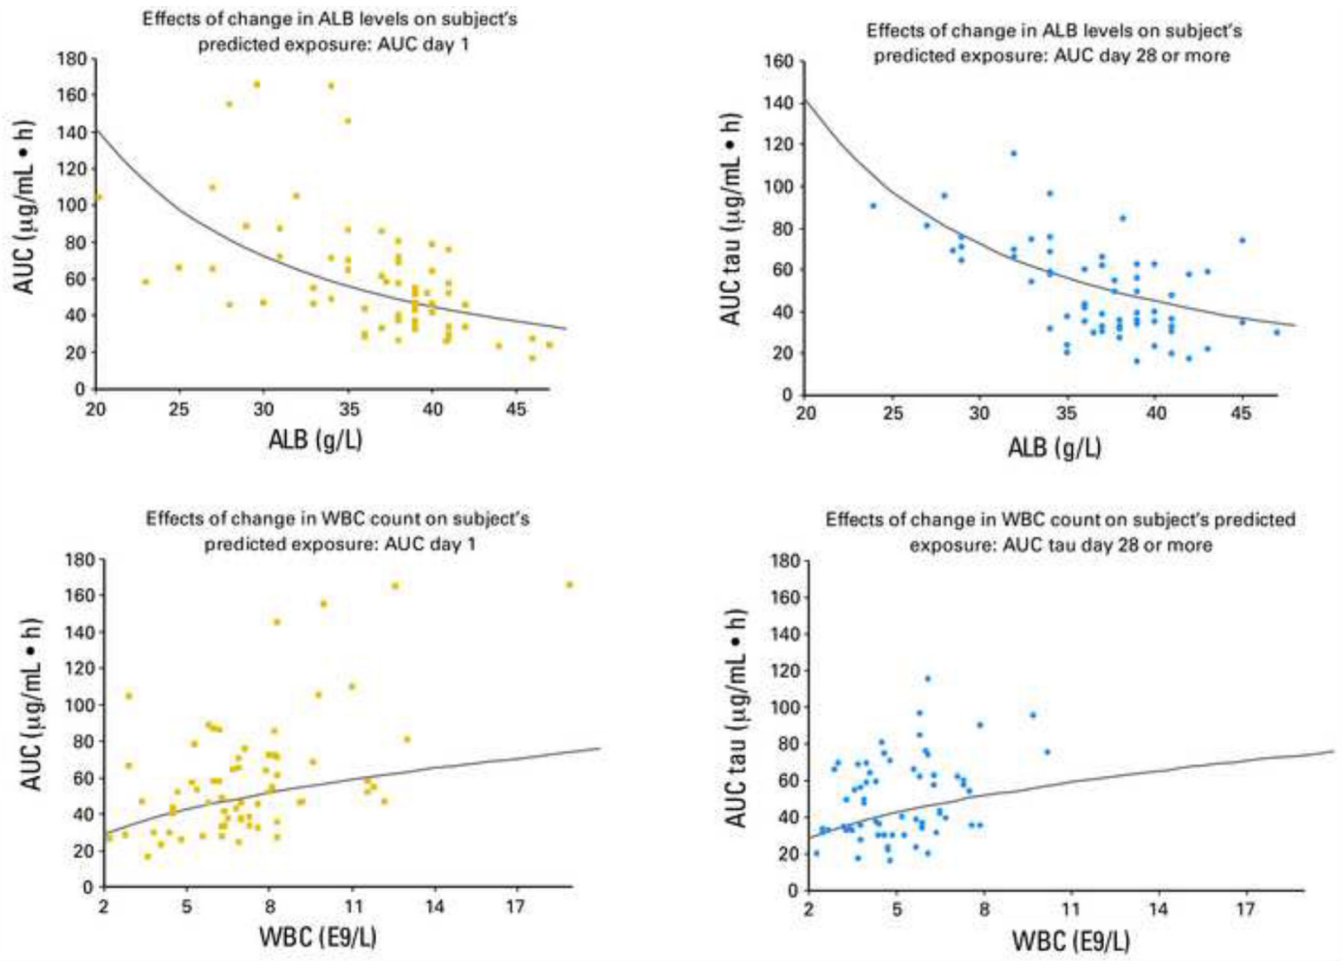 Effects of change in ALB levels on subject's
predicted exposure: AUC day 1
180
160
140
120
100
80
60
40
20
0
AUC (µg/mL • h)
20 25 30 35 40 45
ALB (g/L)
Effects of change in ALB levels on subject's
predicted exposure: AUC day 28 or more
160
140
120
100
80
60
40
20
0
AUC tau (µg/mL • h)
20 25 30 35 40 45
ALB (g/L)
Effects of change in WBC count on subject's
predicted exposure: AUC day 1
180
160
140
120
100
80
60
40
20
0
AUC (µg/mL • h)
2 5 8 11 14 17
WBC (E9/L)
Effects of change in WBC count on subject's predicted
exposure: AUC tau day 28 or more
180
160
140
120
100
80
60
40
20
0
AUC tau (µg/mL • h)
2 5 8 11 14 17
WBC (E9/L)